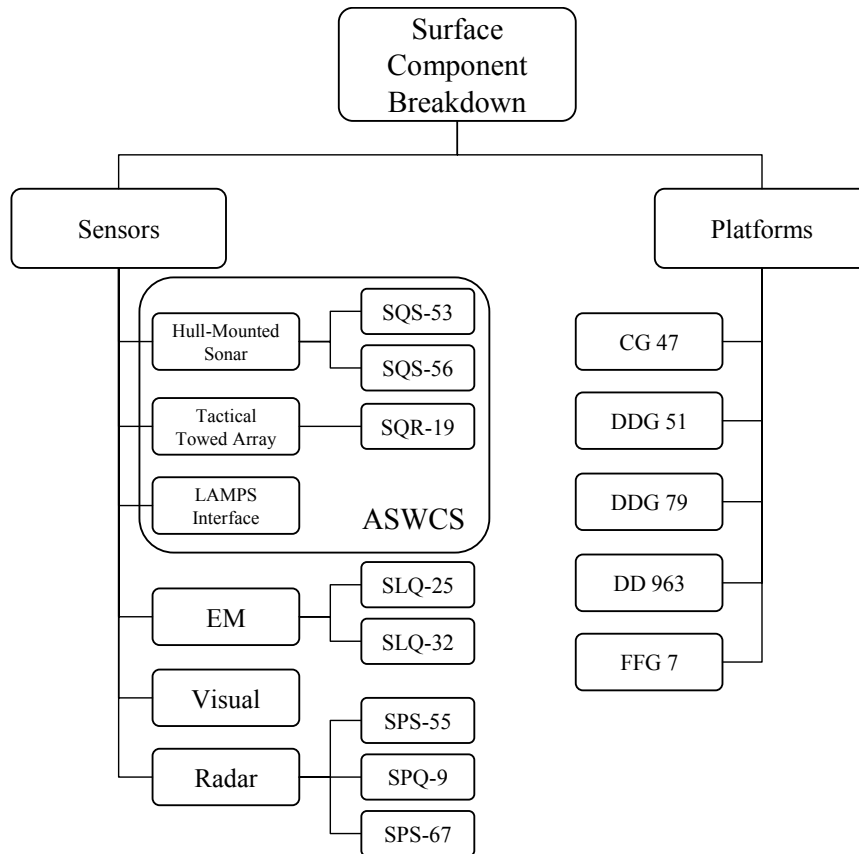 Surface
Component
Breakdown
Sensors
Platforms
Hull-Mounted
Sonar
SQS-53
SQS-56
Tactical
Towed Array
SQR-19
LAMPS
Interface
ASWCS
EM
SLQ-25
SLQ-32
Visual
Radar
SPS-55
SPQ-9
SPS-67
CG 47
DDG 51
DDG 79
DD 963
FFG 7